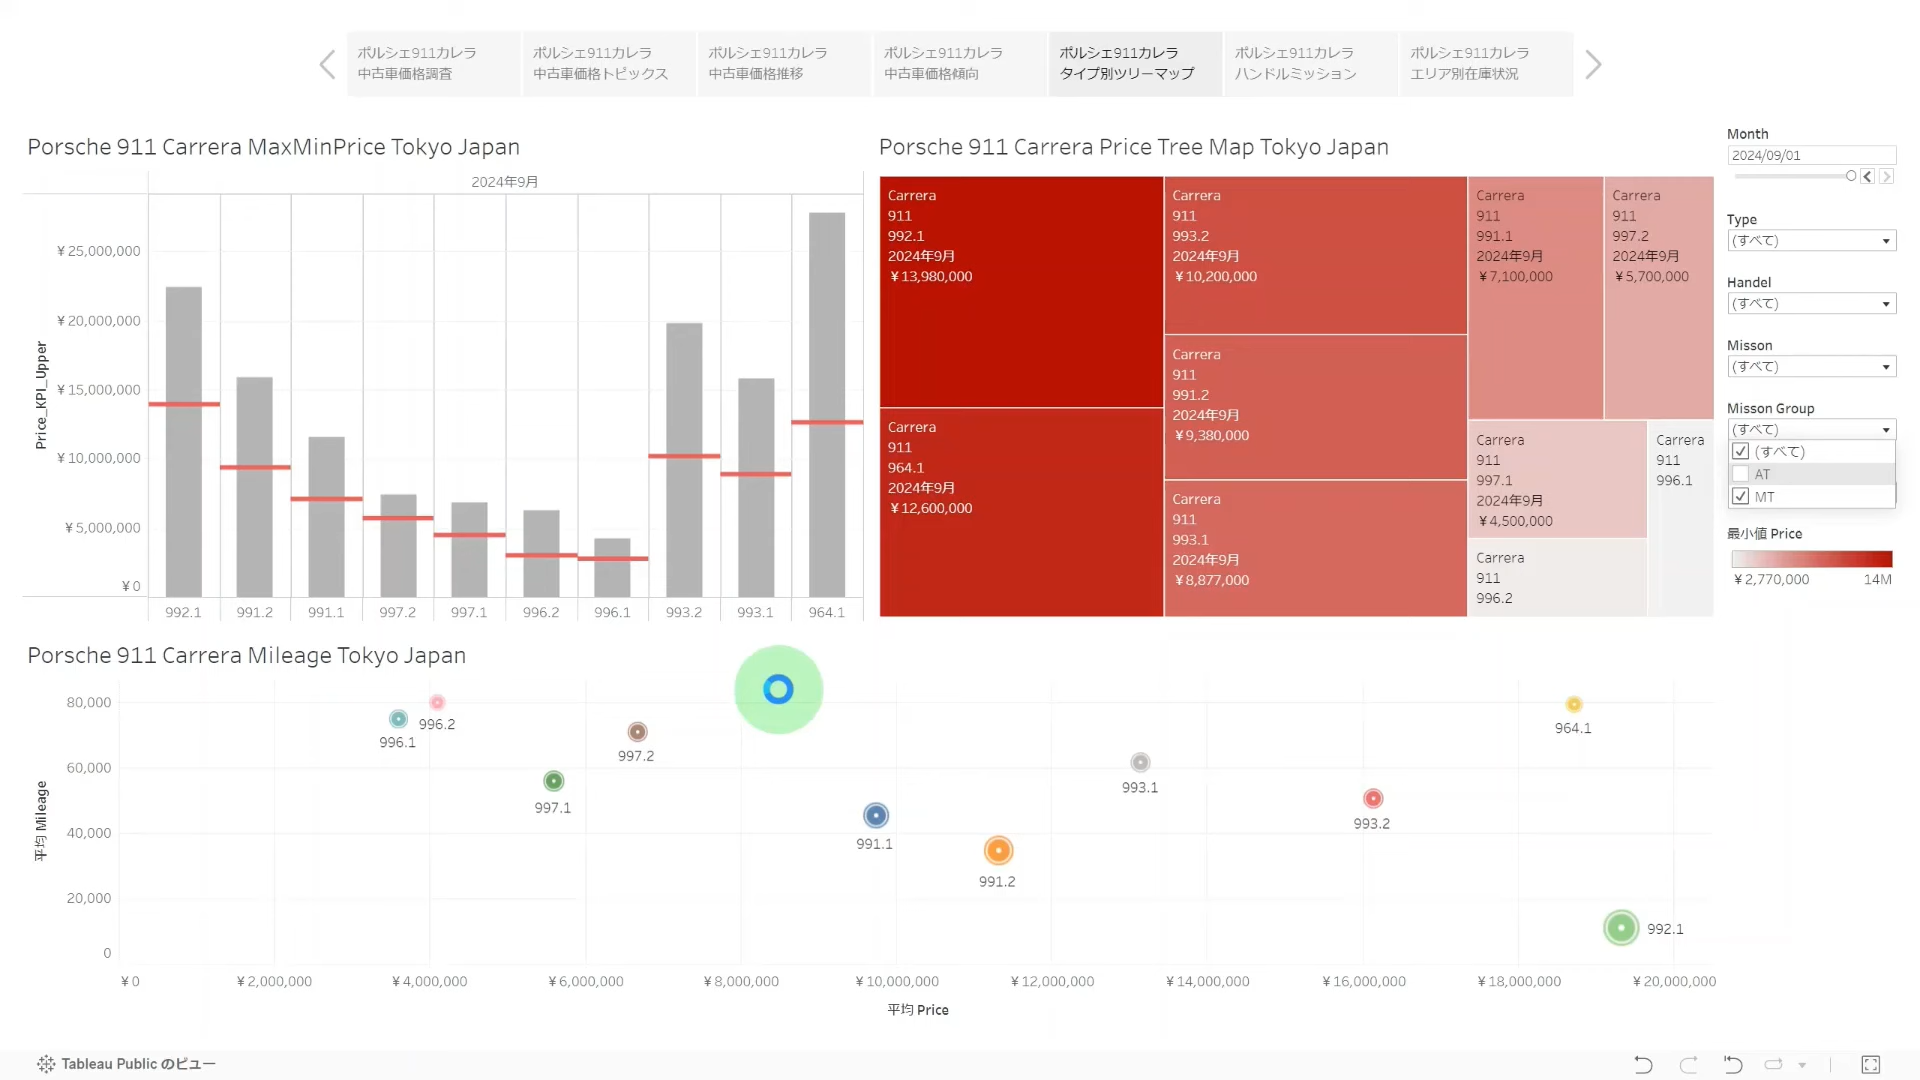 ポルシェ911カレラ
中古車価格調査
ポルシェ911カレラ
中古車価格トピックス
ポルシェ911カレラ
中古車価格推移
ポルシェ911カレラ
中古車価格傾向
ポルシェ911カレラ
タイプ別ツリーマップ
ポルシェ911カレラ
ハンドルミッション
ポルシェ911カレラ
エリア別在庫状況
Porsche 911 Carrera MaxMinPrice Tokyo Japan
2024年9月
Price_KPI_Upper
¥25,000,000
¥20,000,000
¥15,000,000
¥10,000,000
¥5,000,000
¥0
992.1
991.2
991.1
997.2
997.1
996.2
996.1
993.2
993.1
964.1
Porsche 911 Carrera Price Tree Map Tokyo Japan
Carrera
911
992.1
2024年9月
¥13,980,000
Carrera
911
964.1
2024年9月
¥12,600,000
Carrera
911
993.2
2024年9月
¥10,200,000
Carrera
911
991.2
2024年9月
¥9,380,000
Carrera
911
993.1
2024年9月
¥8,877,000
Carrera
911
991.1
2024年9月
¥7,100,000
Carrera
911
997.2
2024年9月
¥5,700,000
Carrera
911
997.1
2024年9月
¥4,500,000
Carrera
911
996.2
Carrera
911
996.1
Month
2024/09/01
Type
(すべて)
Handel
(すべて)
Misson
(すべて)
Misson Group
(すべて)
(すべて)
AT
MT
最小値 Price
¥2,770,000
14M
Porsche 911 Carrera Mileage Tokyo Japan
平均 Mileage
80,000
60,000
40,000
20,000
0
996.1
996.2
997.2
997.1
991.1
991.2
993.1
993.2
964.1
992.1
¥0
¥2,000,000
¥4,000,000
¥6,000,000
¥8,000,000
¥10,000,000
¥12,000,000
¥14,000,000
¥16,000,000
¥18,000,000
¥20,000,000
平均 Price
Tableau Public のビュー